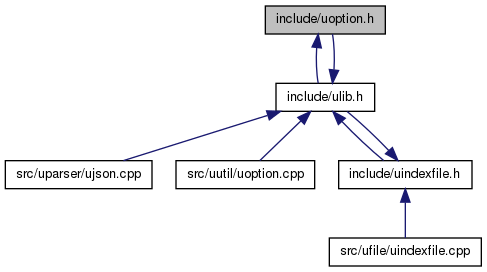 include/uoption.h
include/ulib.h
src/uparser/ujson.cpp
src/uutil/uoption.cpp
include/uindexfile.h
src/ufile/uindexfile.cpp